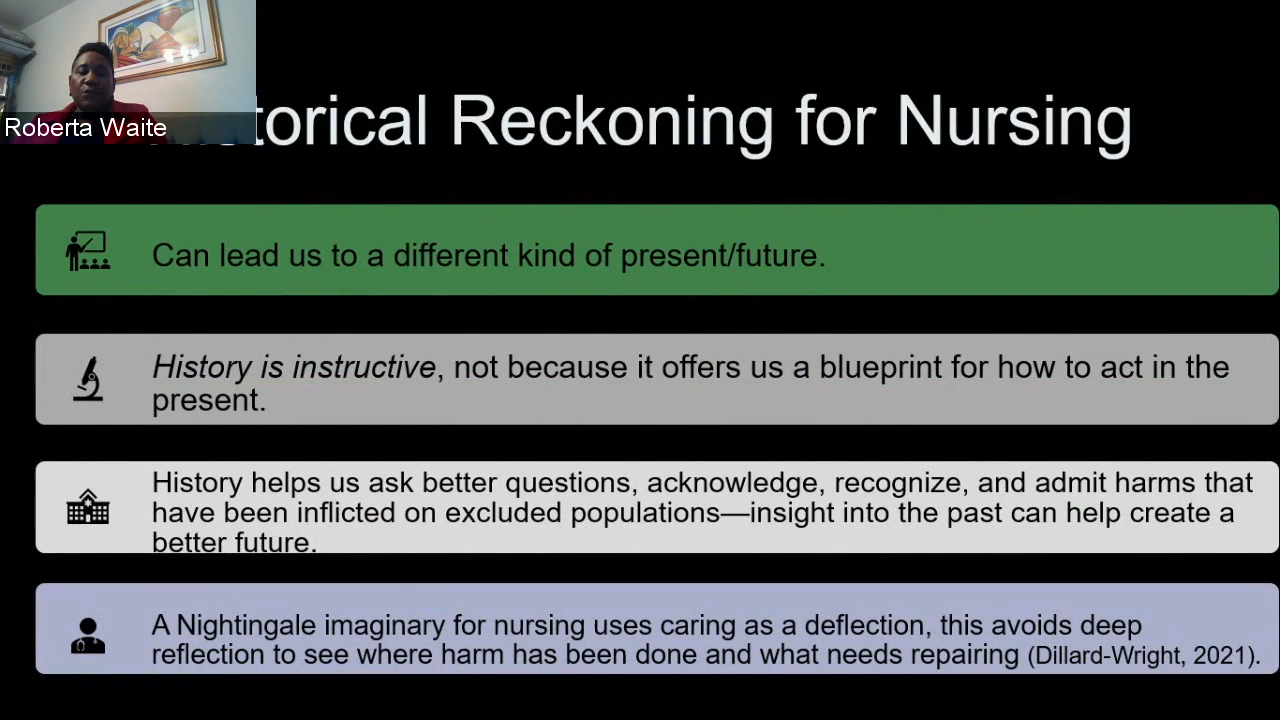 Roberta Waite
torical Reckoning for Nursing
Can lead us to a different kind of present/future.
History is instructive, not because it offers us a blueprint for how to act in the
present.
History helps us ask better questions, acknowledge, recognize, and admit harms that
have been inflicted on excluded populations—insight into the past can help create a
better future.
A Nightingale imaginary for nursing uses caring as a deflection, this avoids deep
reflection to see where harm has been done and what needs repairing (Dillard-Wright, 2021).